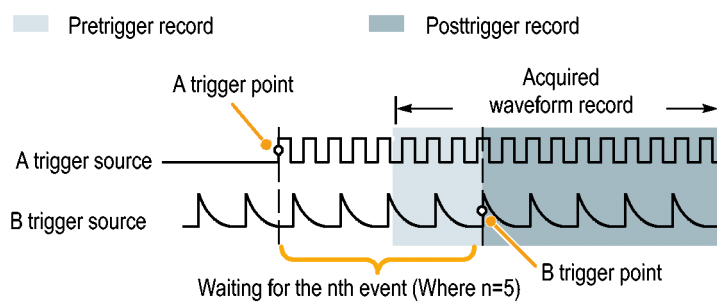 Pretrigger record
Posttrigger record
A trigger point
Acquired
waveform record
A trigger source
B trigger source
B trigger point
Waiting for the nth event (Where n=5)